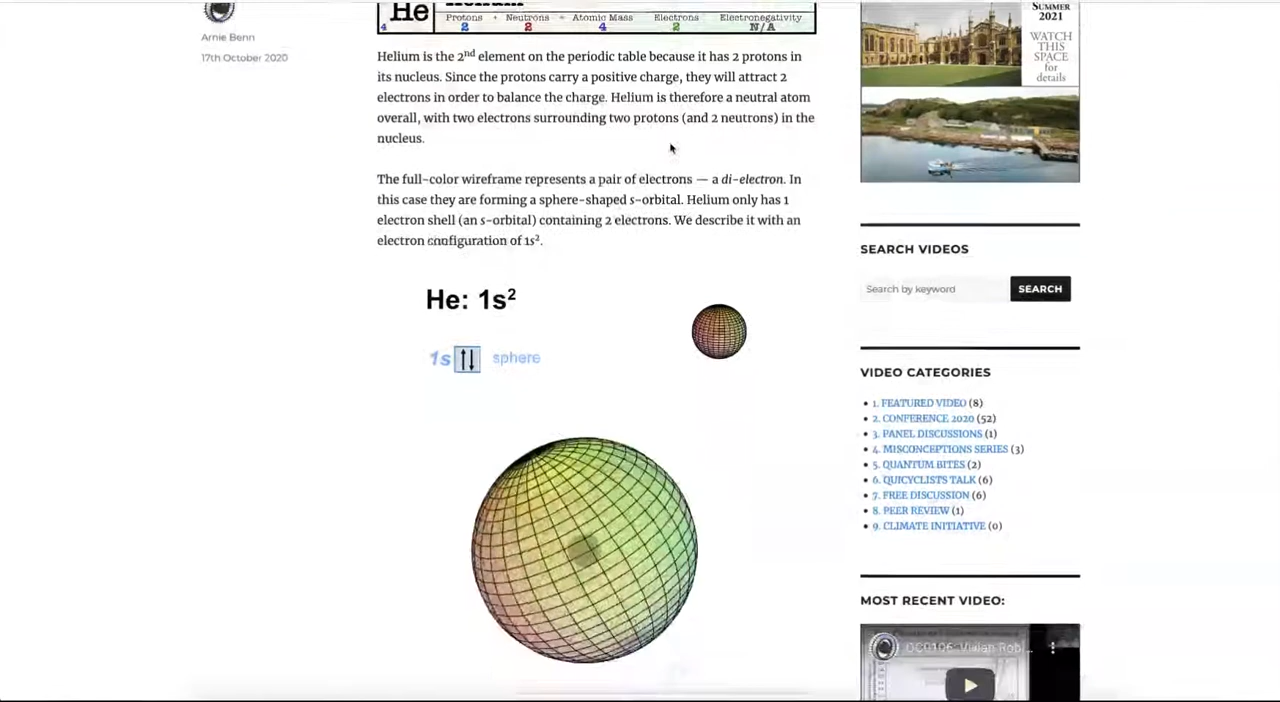 Arnie Benn
17th October 2020
He
4
Protons + Neutrons = Atomic Mass Electrons Electronegativity
2 2 4 2 N/A
Helium is the 2nd element on the periodic table because it has 2 protons in
its nucleus. Since the protons carry a positive charge, they will attract 2
electrons in order to balance the charge. Helium is therefore a neutral atom
overall, with two electrons surrounding two protons (and 2 neutrons) in the
nucleus.
The full-color wireframe represents a pair of electrons — a di-electron. In
this case they are forming a sphere-shaped s-orbital. Helium only has 1
electron shell (an s-orbital) containing 2 electrons. We describe it with an
electron configuration of 1s².
He: 1s²
1s ↑↓ sphere
SUMMER
2021
WATCH
THIS
SPACE
for
details
SEARCH VIDEOS
Search by keyword SEARCH
VIDEO CATEGORIES
• 1. FEATURED VIDEO (8)
• 2. CONFERENCE 2020 (52)
• 3. PANEL DISCUSSIONS (1)
• 4. MISCONCEPTIONS SERIES (3)
• 5. QUANTUM BITES (2)
• 6. QUICYCLISTS TALK (6)
• 7. FREE DISCUSSION (6)
• 8. PEER REVIEW (1)
• 9. CLIMATE INITIATIVE (0)
MOST RECENT VIDEO: